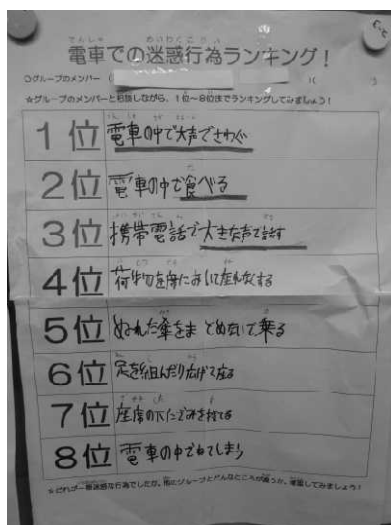 電車での迷惑行為ランキング！
◯グループのメンバー（
☆グループのメンバーと相談しながら、1位〜8位までランキングしてみましょう！
1位 電車の中で大声でさわぐ
2位 電車の中で食べる
3位 携帯電話で大きな声で話す
4位 荷物を席において座れなくする
5位 ぬれた傘をまとめないで乗る
6位 足を組んだり広げて座る
7位 座席の下にごみを捨てる
8位 電車の中でねてしまう